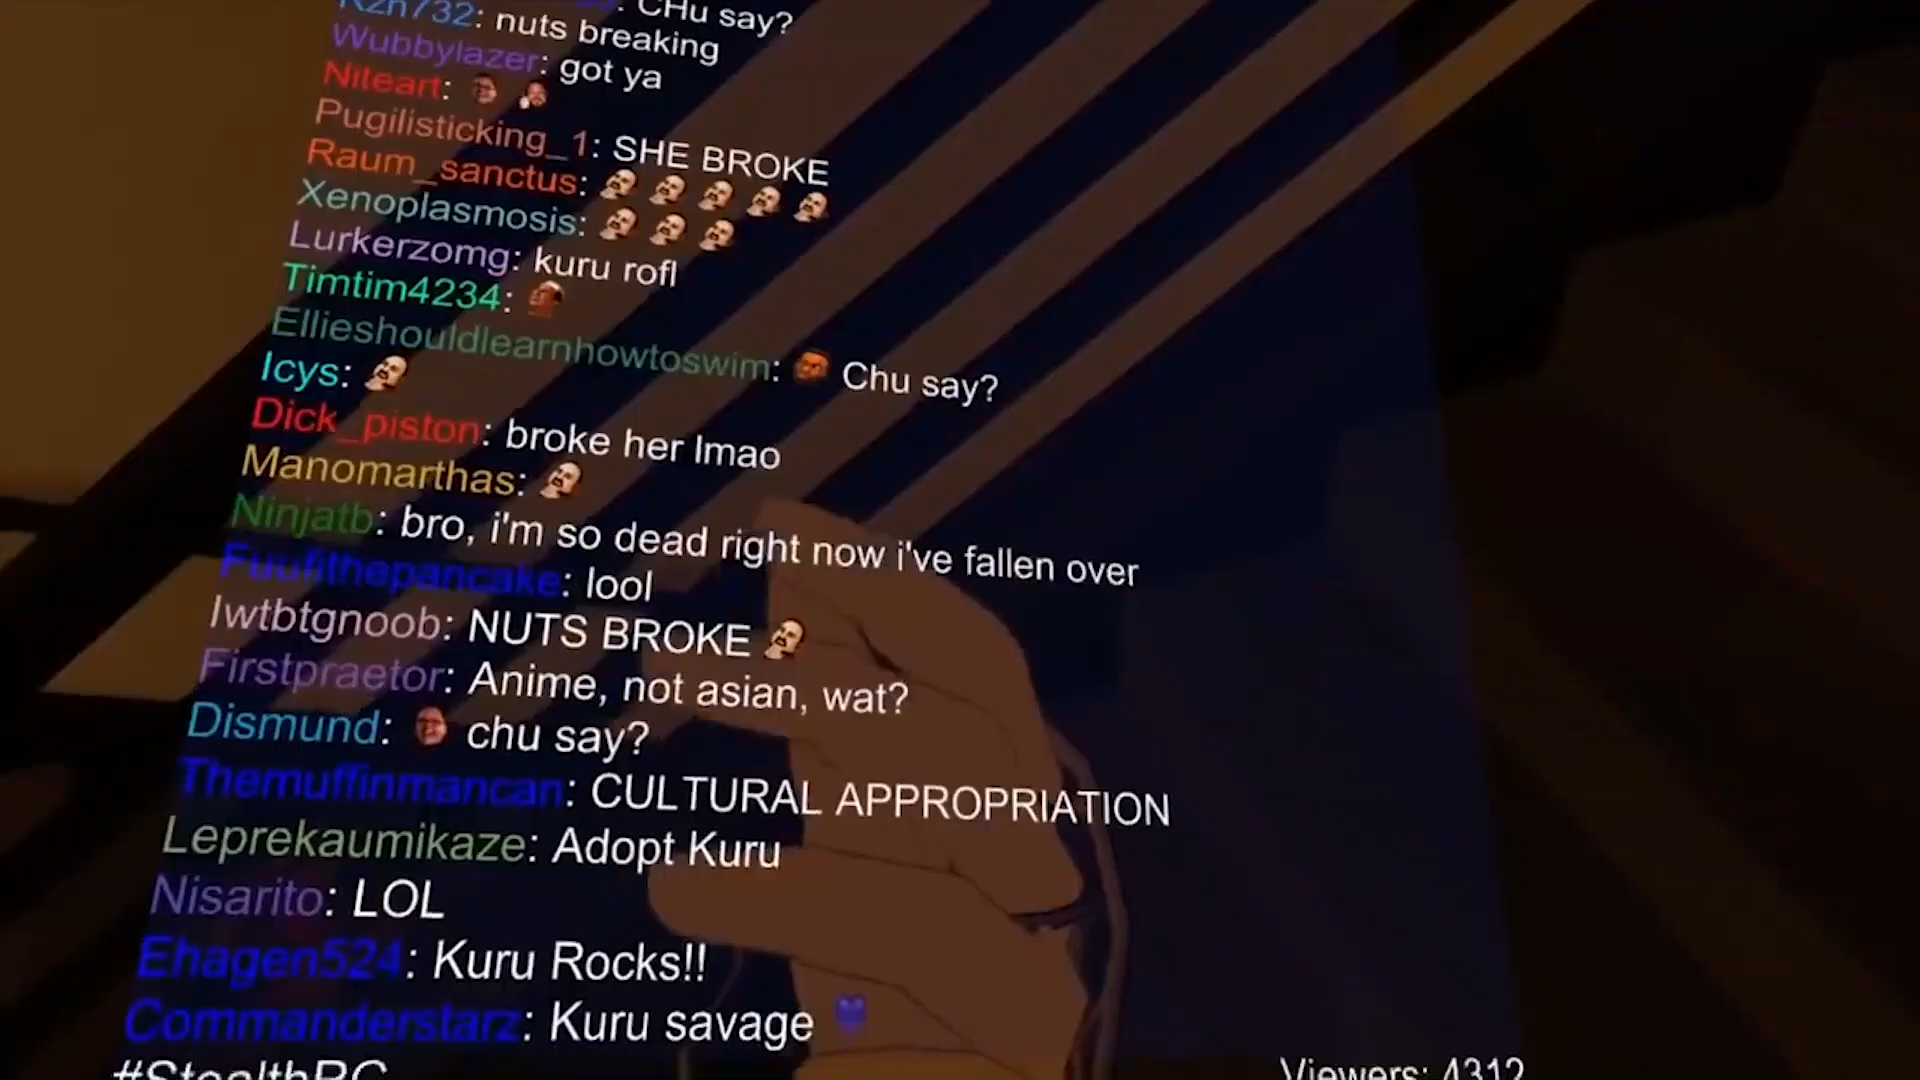 CHu say?
Rzn732: nuts breaking
Wubbylazer: got ya
Niteart:
Pugilisticking_1: SHE BROKE
Raum_sanctus:
Xenoplasmosis:
Lurkerzomg: kuru rofl
Timtim4234:
Ellieshouldlearnhowtoswim: Chu say?
Icys:
Dick_piston: broke her lmao
Manomarthas:
Ninjatb: bro, i'm so dead right now i've fallen over
Fuufithepancake: lool
Iwtbtgnoob: NUTS BROKE
Firstpraetor: Anime, not asian, wat?
Dismund: chu say?
Themuffinmancan: CULTURAL APPROPRIATION
Leprekaumikaze: Adopt Kuru
Nisarito: LOL
Ehagen524: Kuru Rocks!!
Commanderstarz: Kuru savage
#StealthRC
Viewers: 4312